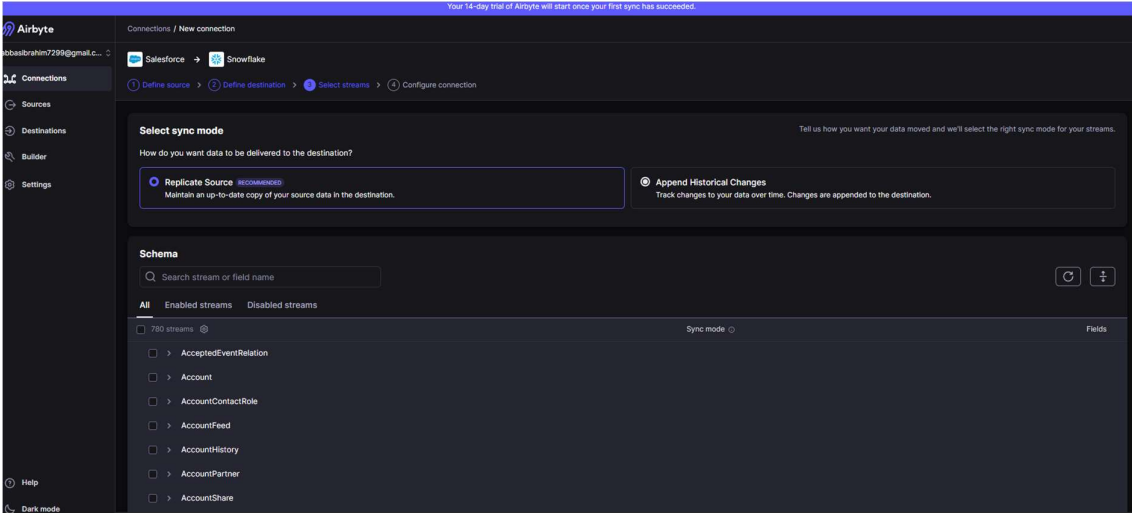 Your 14-day trial of Airbyte will start once your first sync has succeeded.
Airbyte
Connections / New connection
abbasibrahim7299@gmail.c...
Salesforce → Snowflake
Connections
1 Define source > 2 Define destination > 3 Select streams > 4 Configure connection
Sources
Destinations
Builder
Settings
Select sync mode
Tell us how you want your data moved and we'll select the right sync mode for your streams.
How do you want data to be delivered to the destination?
Replicate Source RECOMMENDED
Maintain an up-to-date copy of your source data in the destination.
Append Historical Changes
Track changes to your data over time. Changes are appended to the destination.
Schema
Search stream or field name
All Enabled streams Disabled streams
780 streams Sync mode Fields
AcceptedEventRelation
Account
AccountContactRole
AccountFeed
AccountHistory
AccountPartner
AccountShare
Help
Dark mode